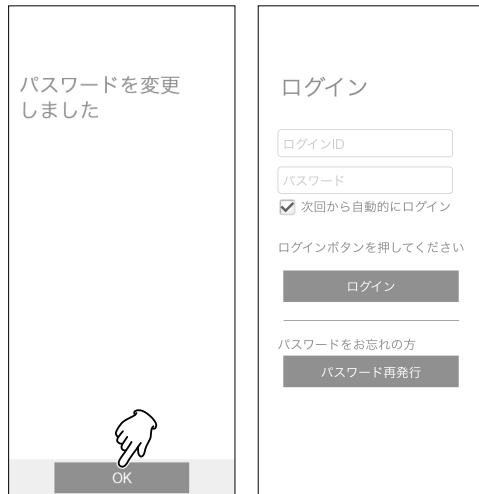 パスワードを変更
しました
OK
ログイン
ログインID
パスワード
次回から自動的にログイン
ログインボタンを押してください
ログイン
パスワードをお忘れの方
パスワード再発行